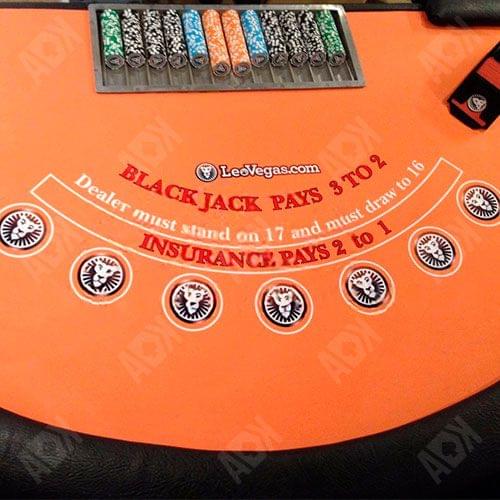 LeoVegas.com
BLACK JACK PAYS 3 TO 2
Dealer must stand on 17 and must draw to 16
INSURANCE PAYS 2 to 1